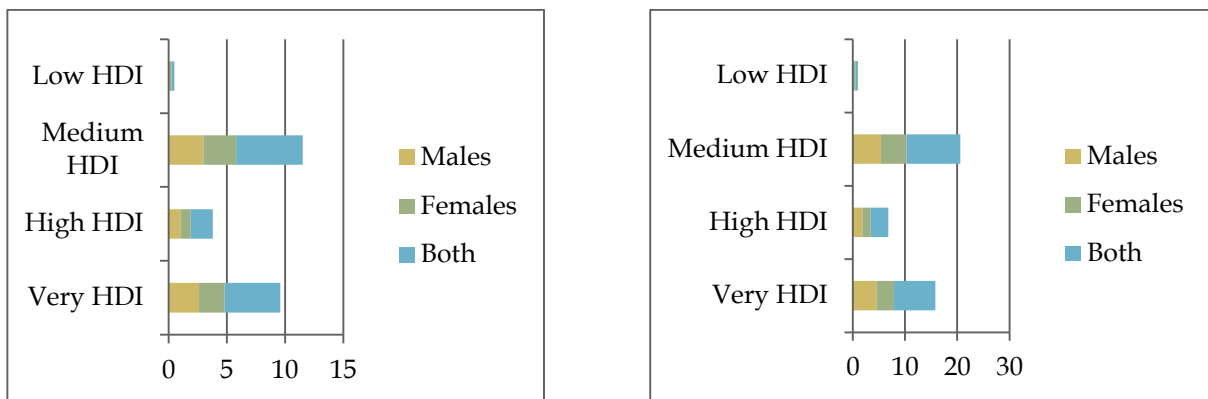 Low HDI
Medium
HDI
High HDI
Very HDI
0 5 10 15
Males
Females
Both
Low HDI
Medium HDI
High HDI
Very HDI
0 10 20 30
Males
Females
Both